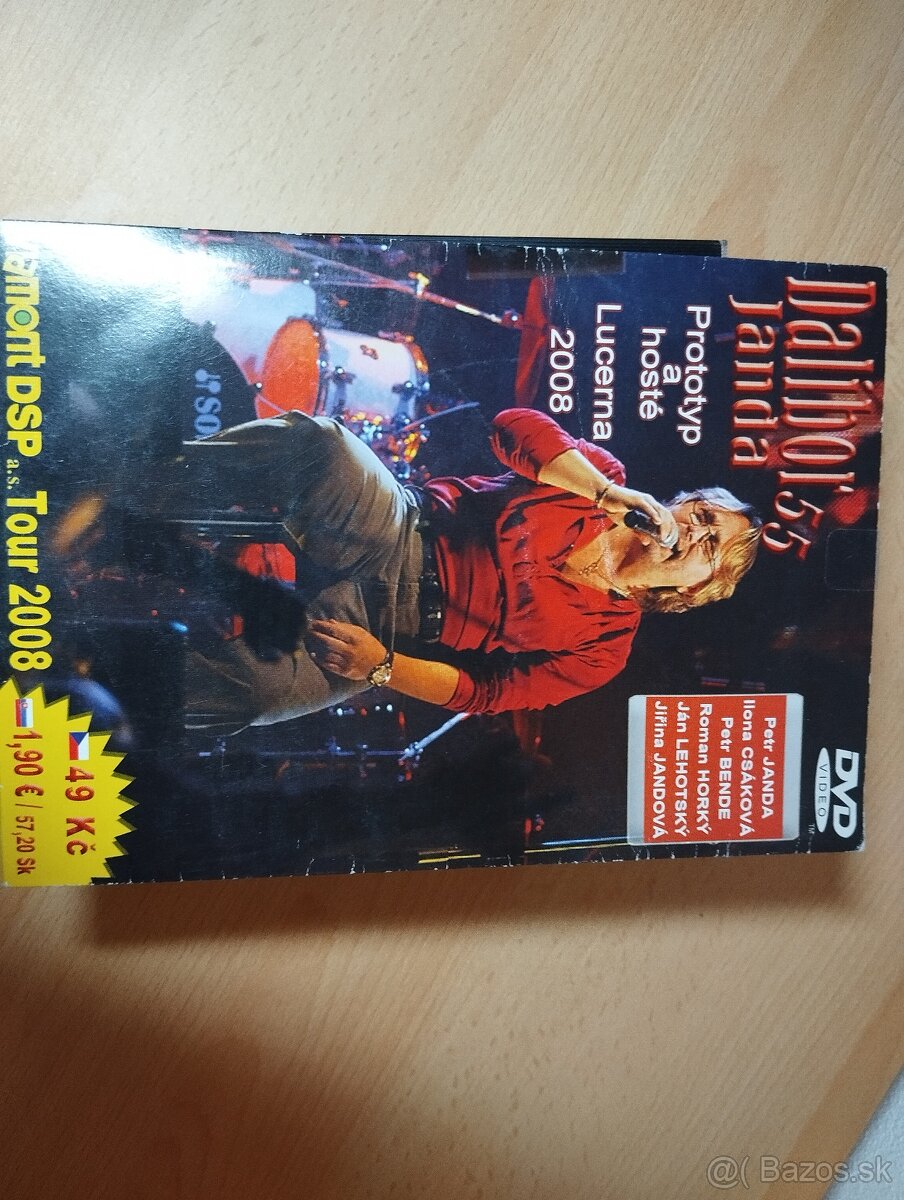 Dalibor 55
Janda
Prototyp
a
hosté
Lucerna
2008
DVD
VIDEO
Petr JANDA
Ilona CSÁKOVÁ
Petr BENDE
Roman HORKÝ
Ján LEHOTSKÝ
Jiřina JANDOVÁ
amont DSP a.s. Tour 2008
49 Kč
1,90 € / 57,20 Sk
@( Bazos.sk